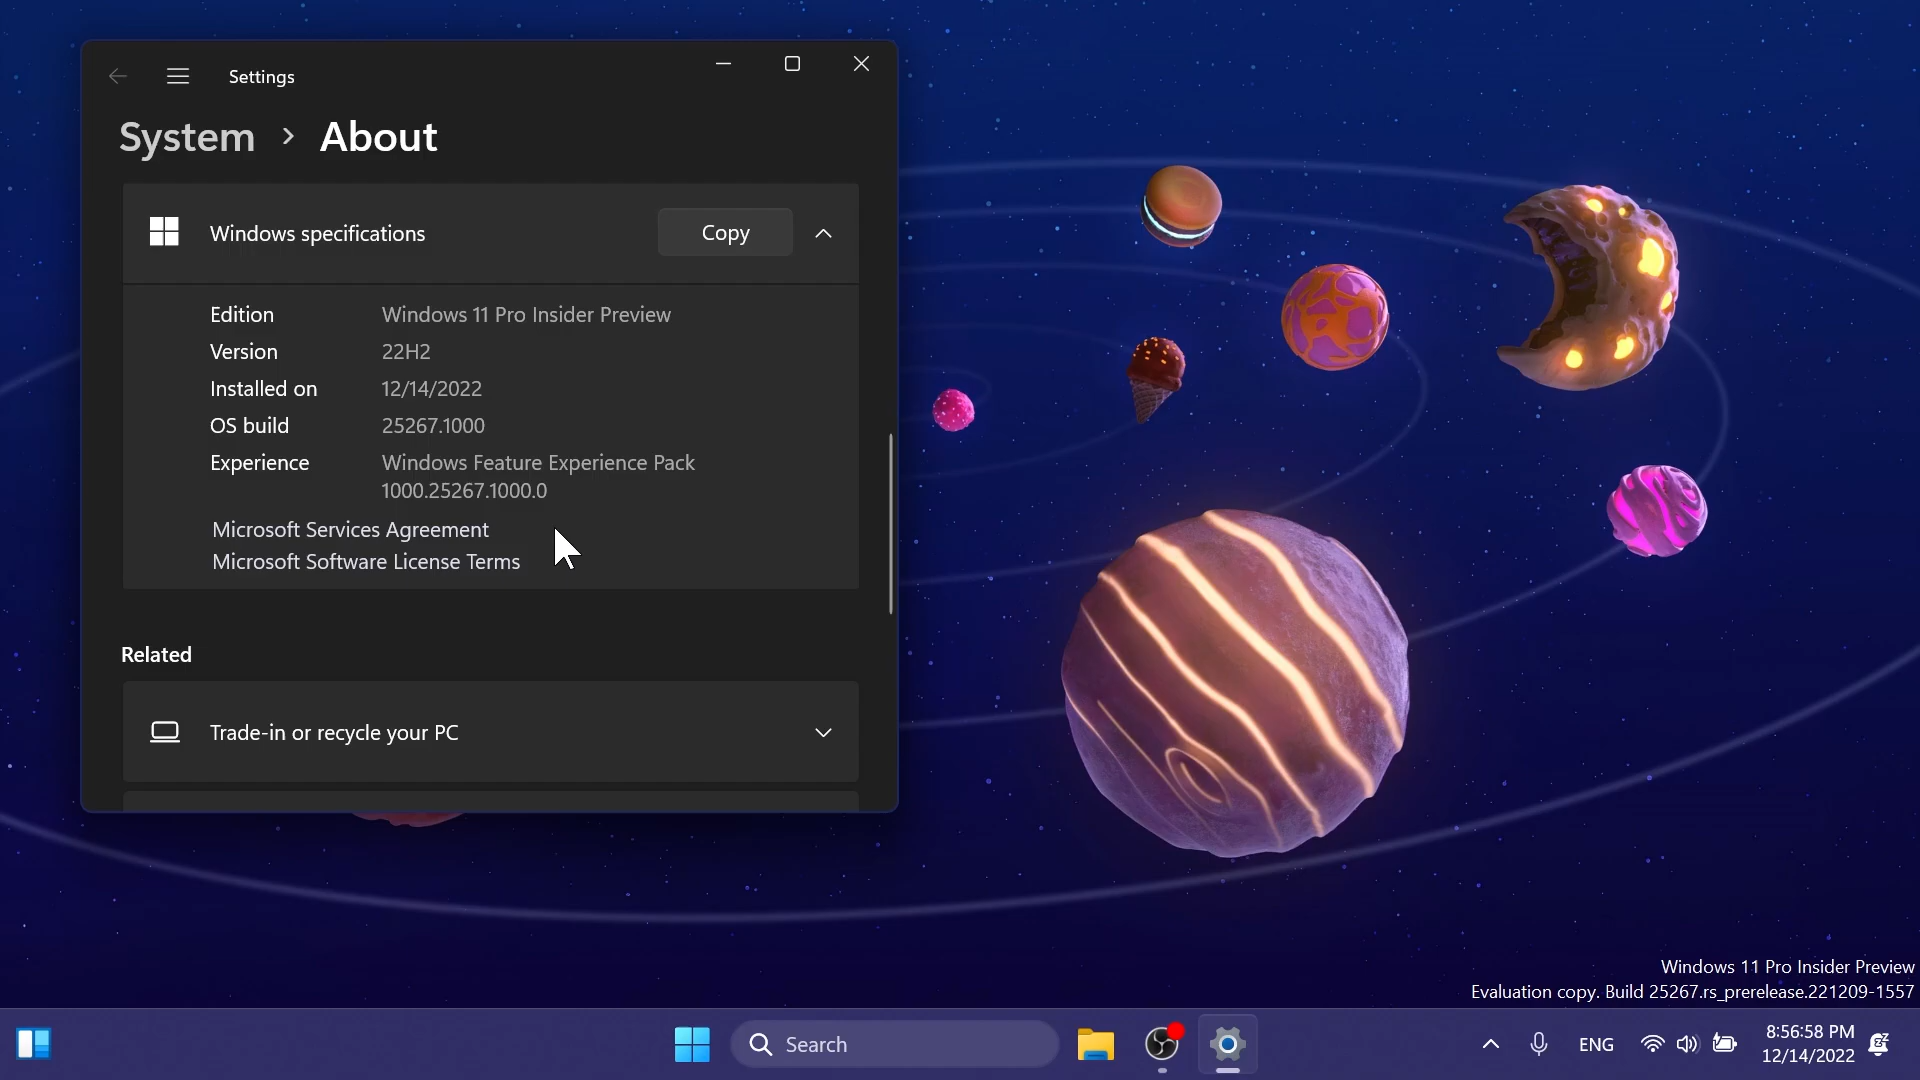 Settings
System > About
Windows specifications
Copy
Edition Windows 11 Pro Insider Preview
Version 22H2
Installed on 12/14/2022
OS build 25267.1000
Experience Windows Feature Experience Pack
1000.25267.1000.0
Microsoft Services Agreement
Microsoft Software License Terms
Related
Trade-in or recycle your PC
Windows 11 Pro Insider Preview
Evaluation copy. Build 25267.rs_prerelease.221209-1557
Search
ENG
8:56:58 PM
12/14/2022